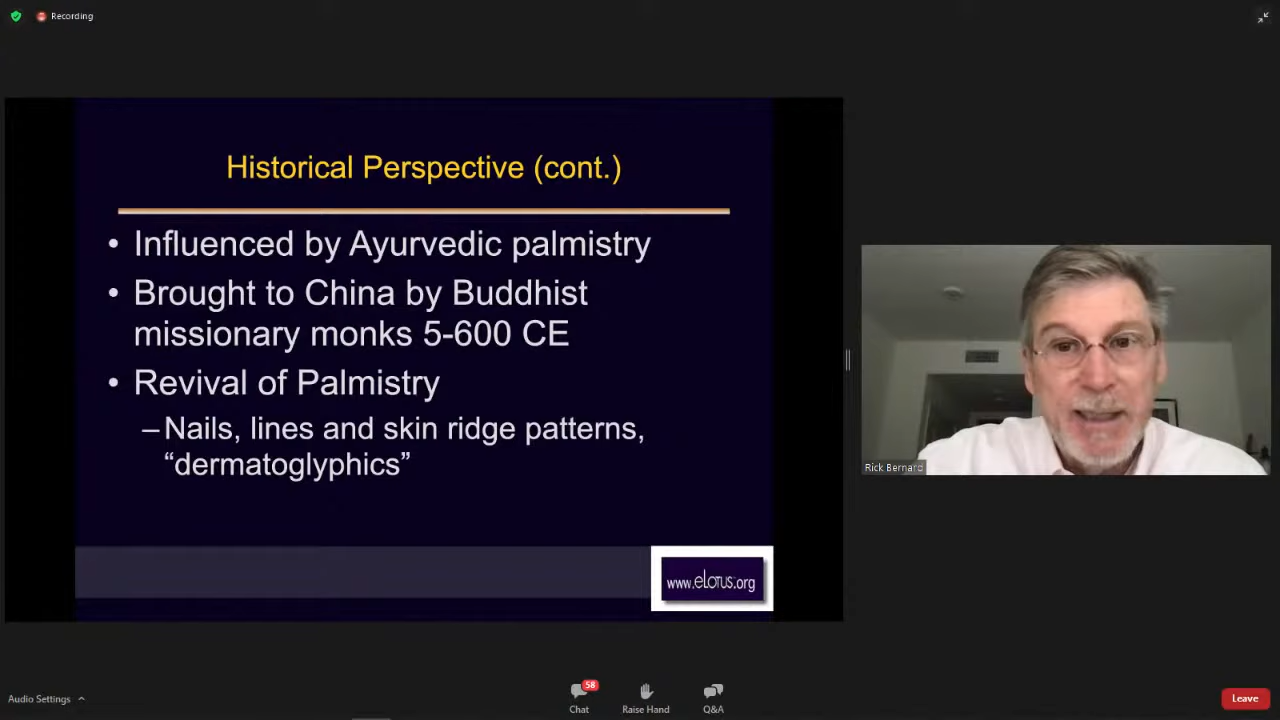 Recording
Historical Perspective (cont.)
• Influenced by Ayurvedic palmistry
• Brought to China by Buddhist
missionary monks 5-600 CE
• Revival of Palmistry
–Nails, lines and skin ridge patterns,
“dermatoglyphics”
www.eLotus.org
Rick Bernard
Audio Settings
58
Chat
Raise Hand
Q&A
Leave